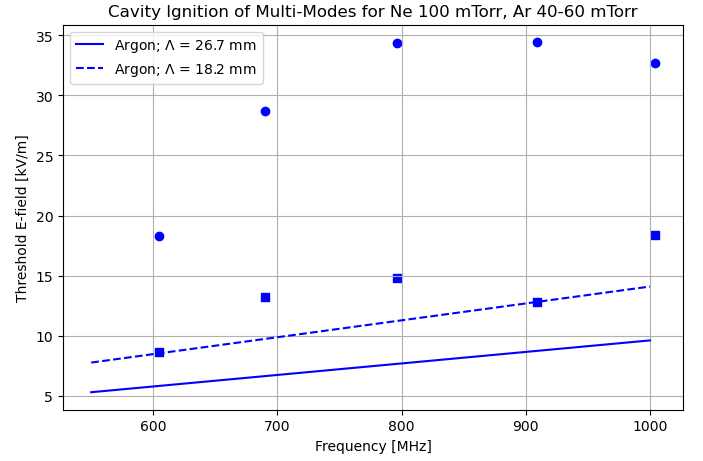 Cavity Ignition of Multi-Modes for Ne 100 mTorr, Ar 40-60 mTorr
Argon; Λ = 26.7 mm
Argon; Λ = 18.2 mm
Threshold E-field [kV/m]
35
30
25
20
15
10
5
600 700 800 900 1000
Frequency [MHz]